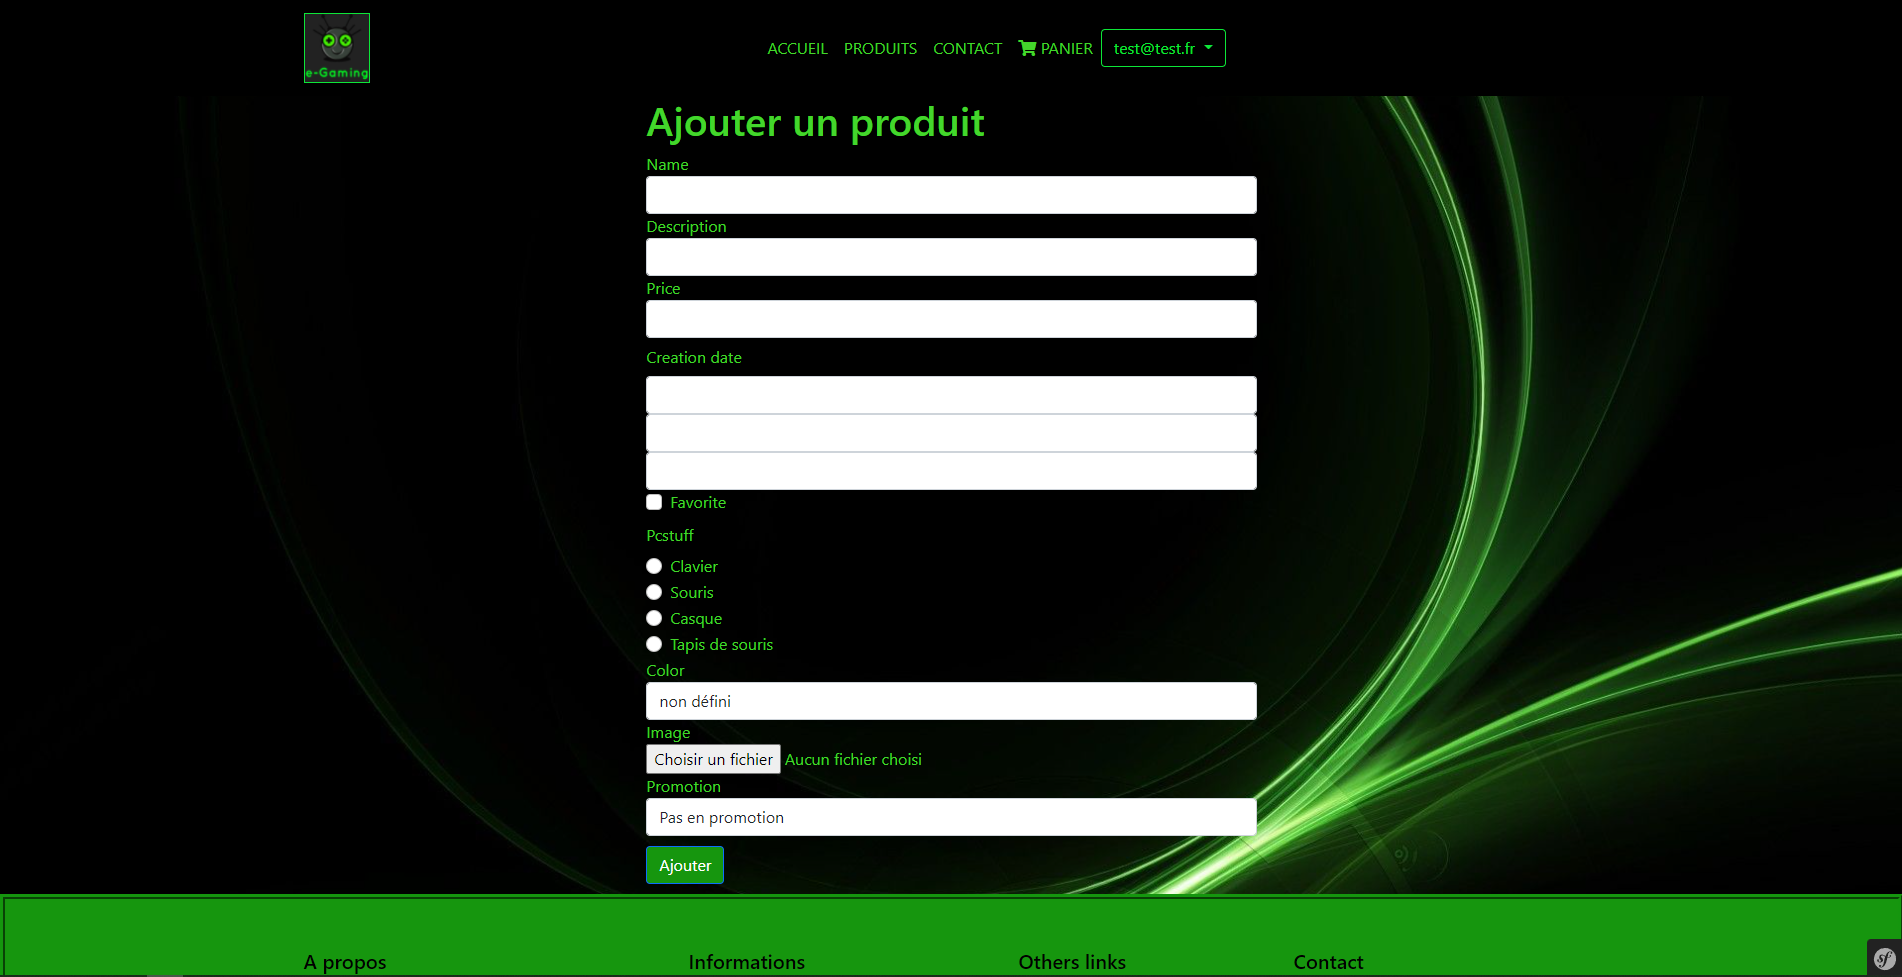 e-Gaming
ACCUEIL PRODUITS CONTACT PANIER test@test.fr
Ajouter un produit
Name
Description
Price
Creation date
Favorite
Pcstuff
Clavier
Souris
Casque
Tapis de souris
Color
non défini
Image
Choisir un fichier Aucun fichier choisi
Promotion
Pas en promotion
Ajouter
A propos Informations Others links Contact
sf